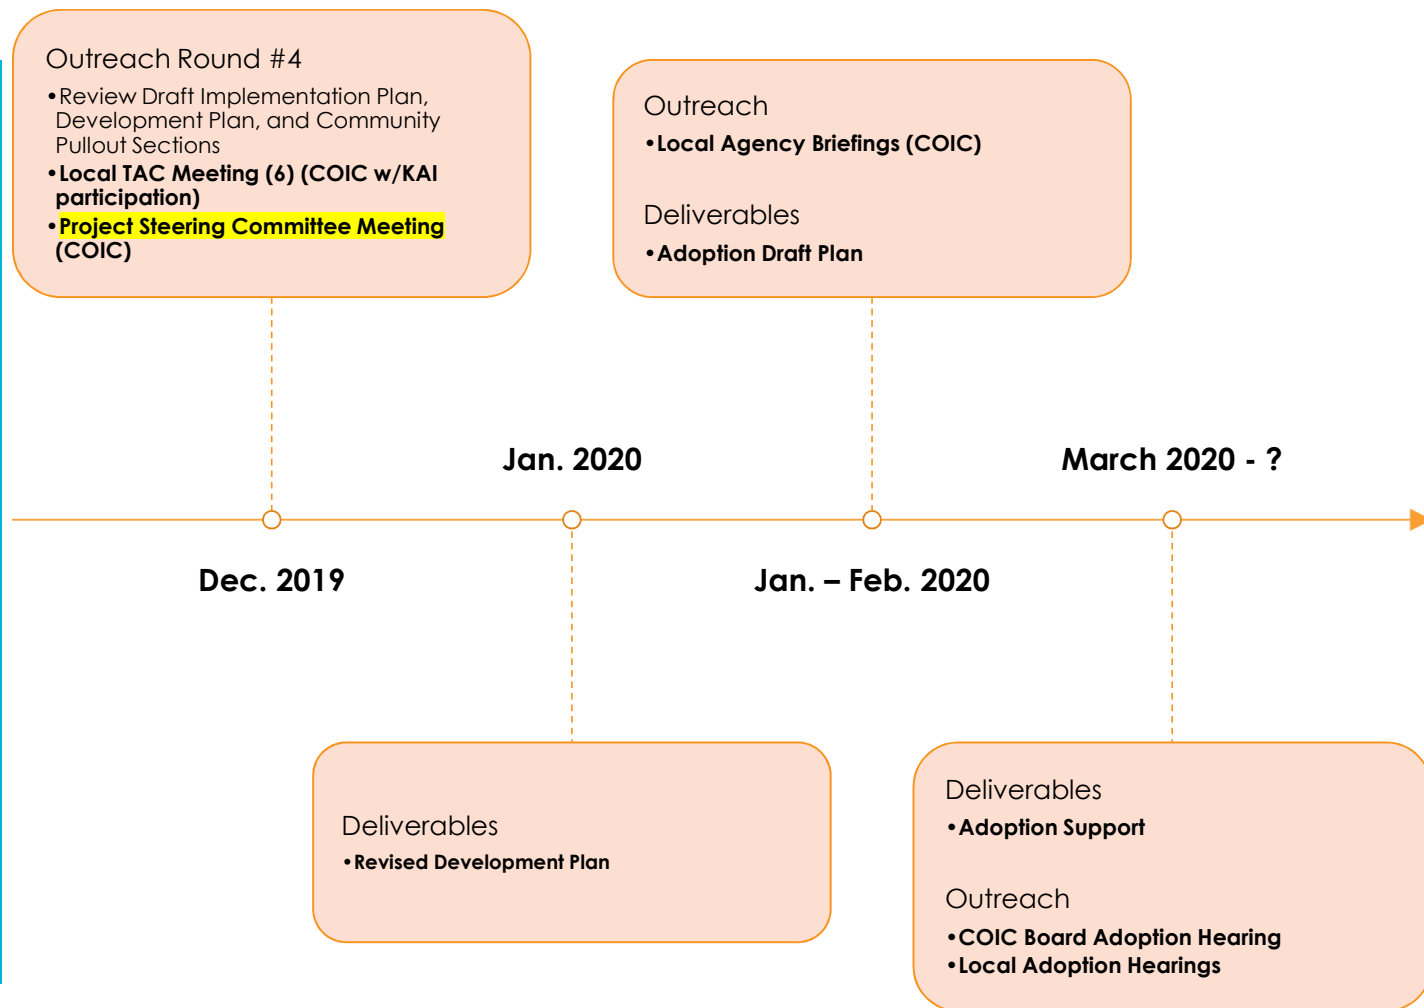 Outreach Round #4
•Review Draft Implementation Plan,
Development Plan, and Community
Pullout Sections
•Local TAC Meeting (6) (COIC w/KAI
participation)
•Project Steering Committee Meeting
(COIC)
Outreach
•Local Agency Briefings (COIC)
Deliverables
•Adoption Draft Plan
Jan. 2020
March 2020 - ?
Dec. 2019
Jan. – Feb. 2020
Deliverables
•Revised Development Plan
Deliverables
•Adoption Support
Outreach
•COIC Board Adoption Hearing
•Local Adoption Hearings